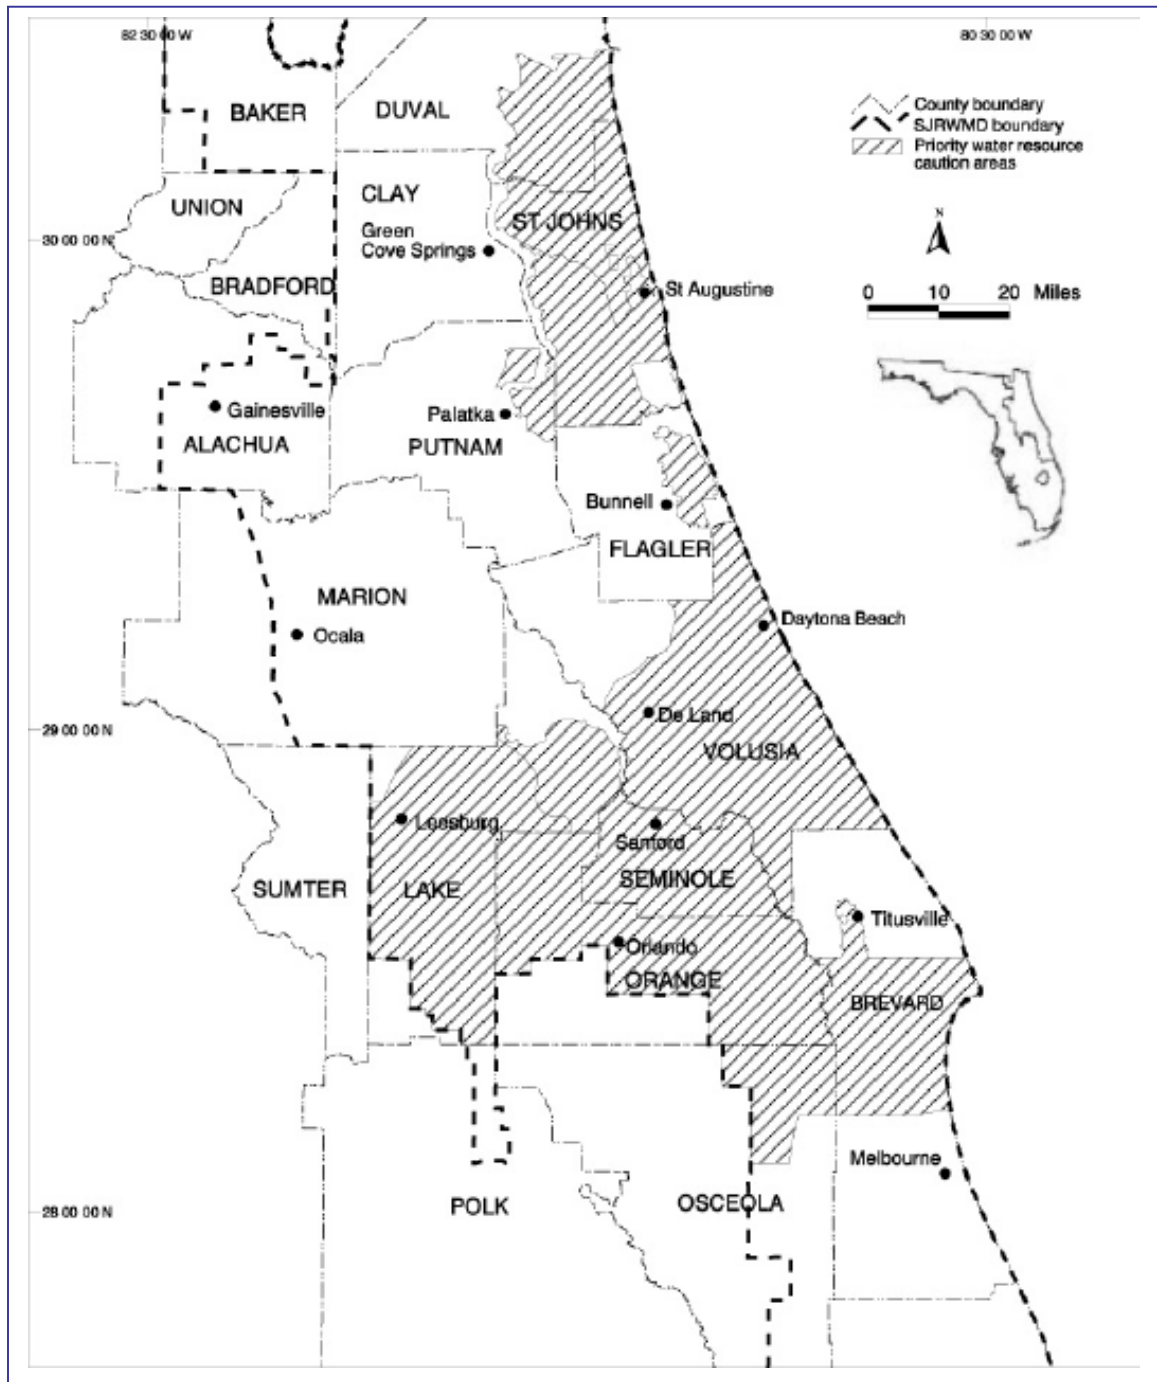 82 30 00 W
80 30 00 W
County boundary
SJRWMD boundary
Priority water resource
caution areas
BAKER
DUVAL
UNION
CLAY
ST JOHNS
N
Green
Cove Springs
30 00 00 N
BRADFORD
St Augustine
0 10 20 Miles
Gainesville
Palatka
ALACHUA
PUTNAM
Bunnell
FLAGLER
MARION
Ocala
Daytona Beach
De Land
29 00 00 N
VOLUSIA
Leesburg
Sanford
SUMTER
LAKE
SEMINOLE
Titusville
Orlando
ORANGE
BREVARD
Melbourne
POLK
OSCEOLA
28 00 00 N